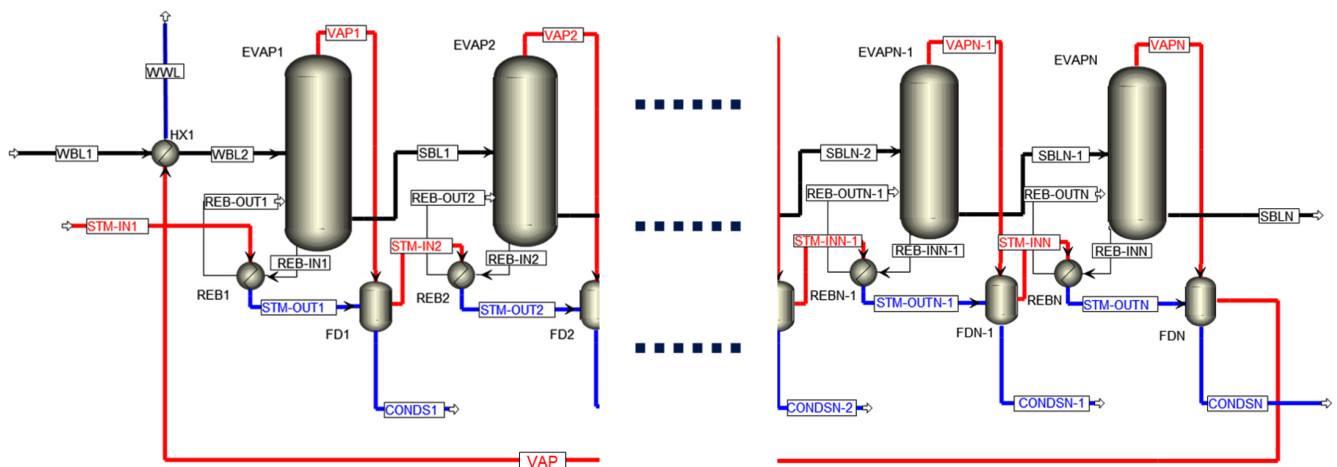 EVAP1
VAP1
EVAP2
VAP2
VAPN-1
EVAPN-1
VAPN
EVAPN
WWL
HX1
WBL1
WBL2
SBL1
SBLN-2
SBLN-1
SBLN
REB-OUT1
REB-OUT2
REB-OUTN-1
REB-OUTN
STM-IN1
STM-IN2
STM-INN-1
STM-INN
REB-IN1
REB-IN2
REB-INN-1
REB-INN
REB1
REB2
REBN-1
REBN
STM-OUT1
STM-OUT2
STM-OUTN-1
STM-OUTN
FD1
FD2
FDN-1
FDN
CONDS1
CONDSN-2
CONDSN-1
CONDSN
VAP